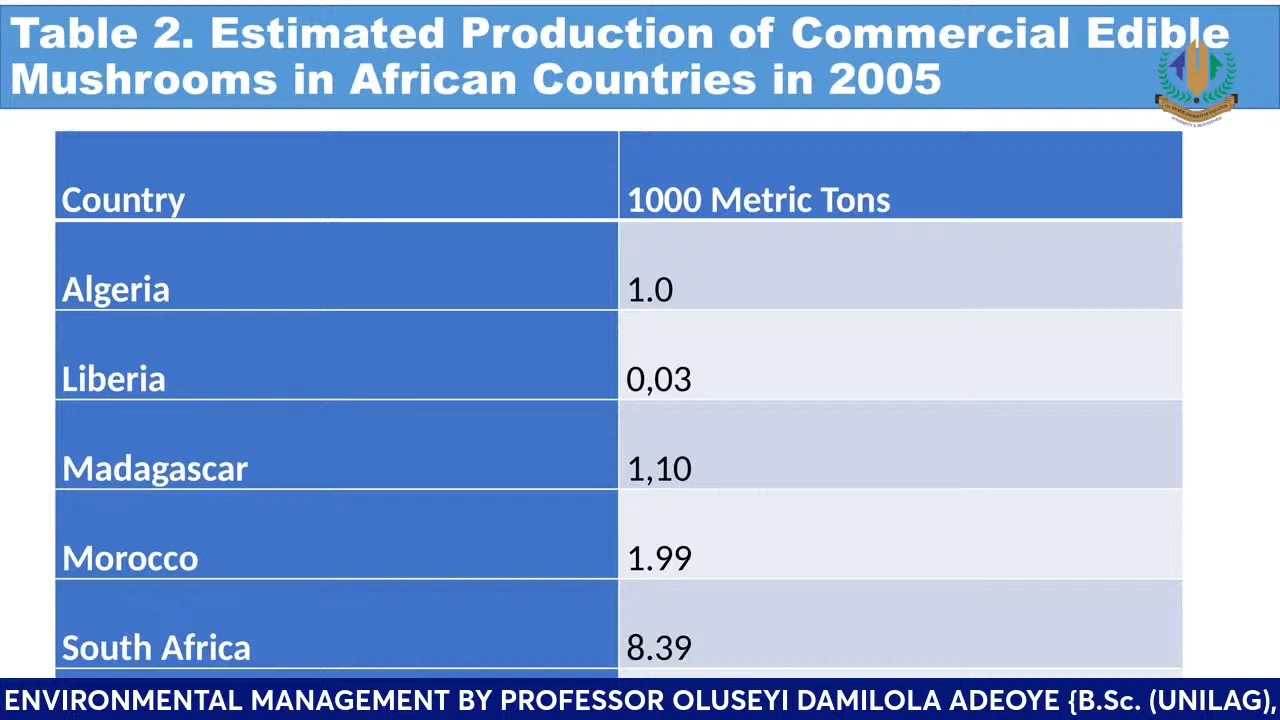 Table 2. Estimated Production of Commercial Edible
Mushrooms in African Countries in 2005
Country 1000 Metric Tons
Algeria 1.0
Liberia 0,03
Madagascar 1,10
Morocco 1.99
South Africa 8.39
ENVIRONMENTAL MANAGEMENT BY PROFESSOR OLUSEYI DAMILOLA ADEOYE {B.Sc. (UNILAG),